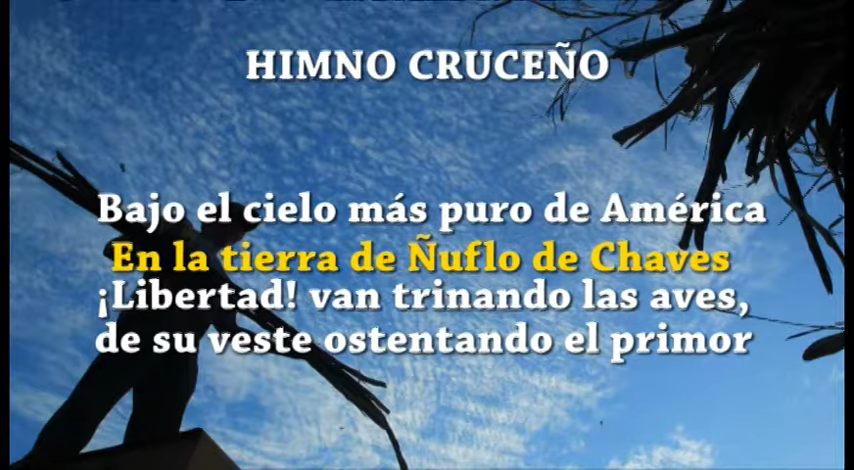 HIMNO CRUCEÑO
Bajo el cielo más puro de América
En la tierra de Ñuflo de Chaves
¡Libertad! van trinando las aves,
de su veste ostentando el primor